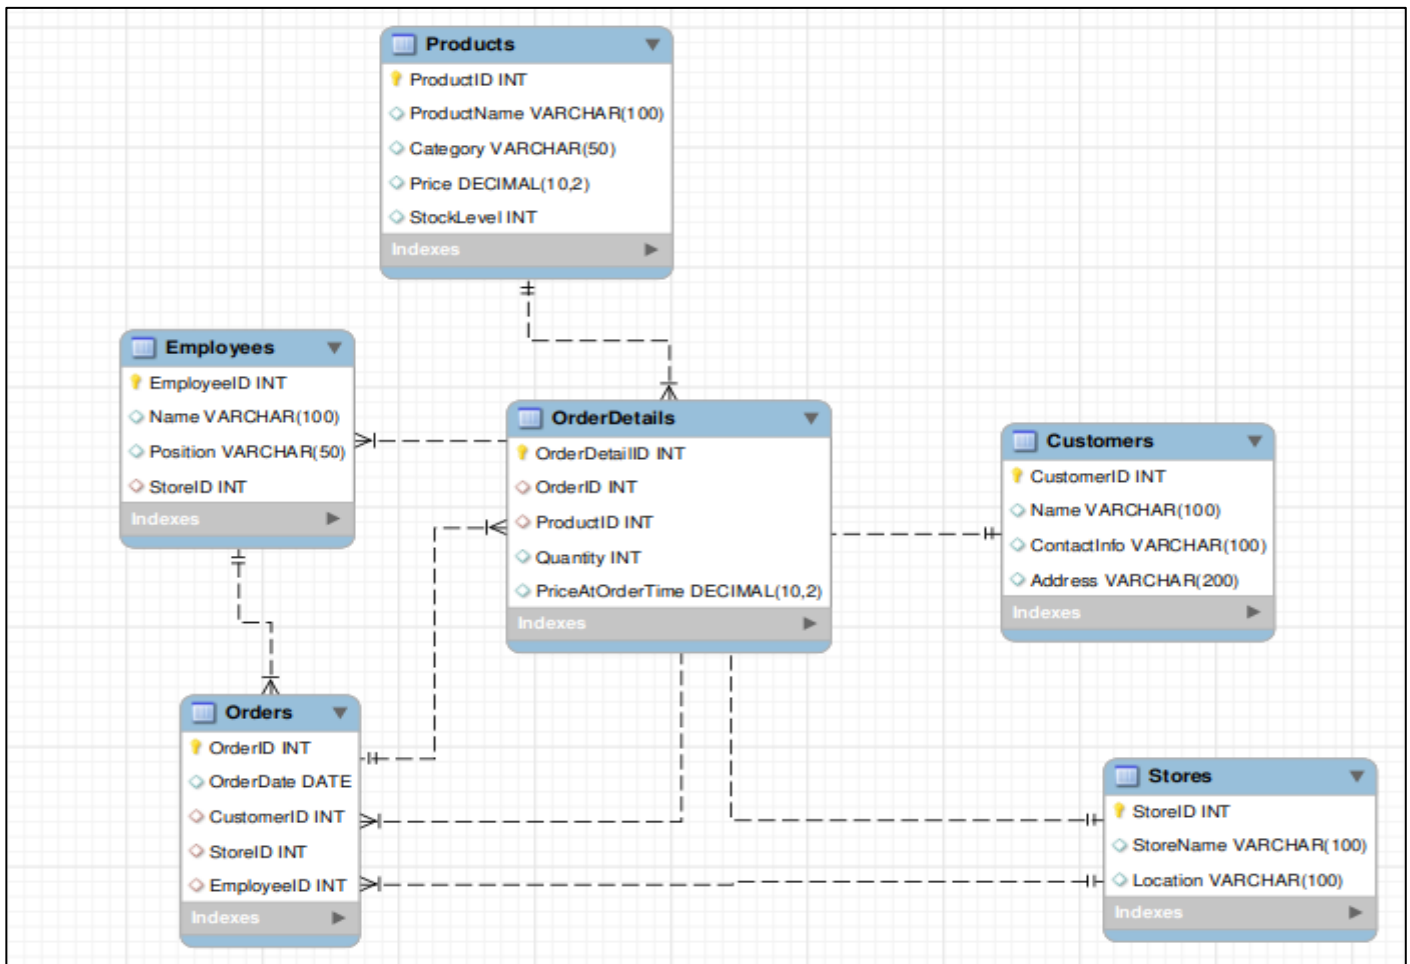 Products
ProductID INT
ProductName VARCHAR(100)
Category VARCHAR(50)
Price DECIMAL(10,2)
StockLevel INT
Indexes
Employees
EmployeeID INT
Name VARCHAR(100)
Position VARCHAR(50)
StoreID INT
Indexes
OrderDetails
OrderDetailID INT
OrderID INT
ProductID INT
Quantity INT
PriceAtOrderTime DECIMAL(10,2)
Indexes
Customers
CustomerID INT
Name VARCHAR(100)
ContactInfo VARCHAR(100)
Address VARCHAR(200)
Indexes
Orders
OrderID INT
OrderDate DATE
CustomerID INT
StoreID INT
EmployeeID INT
Indexes
Stores
StoreID INT
StoreName VARCHAR(100)
Location VARCHAR(100)
Indexes